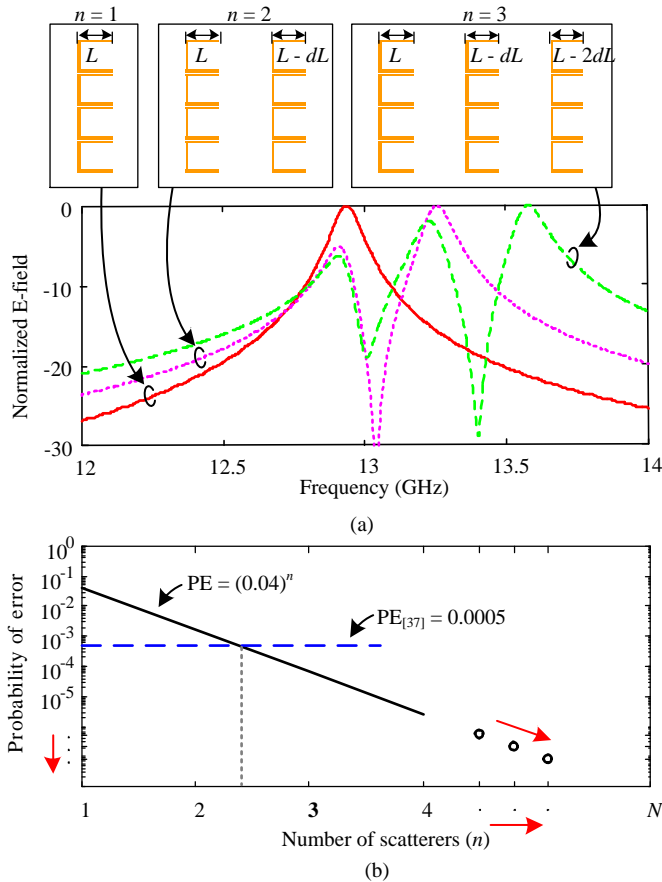 n = 1 n = 2 n = 3
L L L - dL L L - dL L - 2dL
Normalized E-field
0
-10
-20
-30
12 12.5 13 13.5 14
Frequency (GHz)
(a)
Probability of error
10^0
10^-1
10^-2
10^-3
10^-4
10^-5
PE = (0.04)^n
PE[37] = 0.0005
1 2 3 4 . . . N
Number of scatterers (n)
(b)